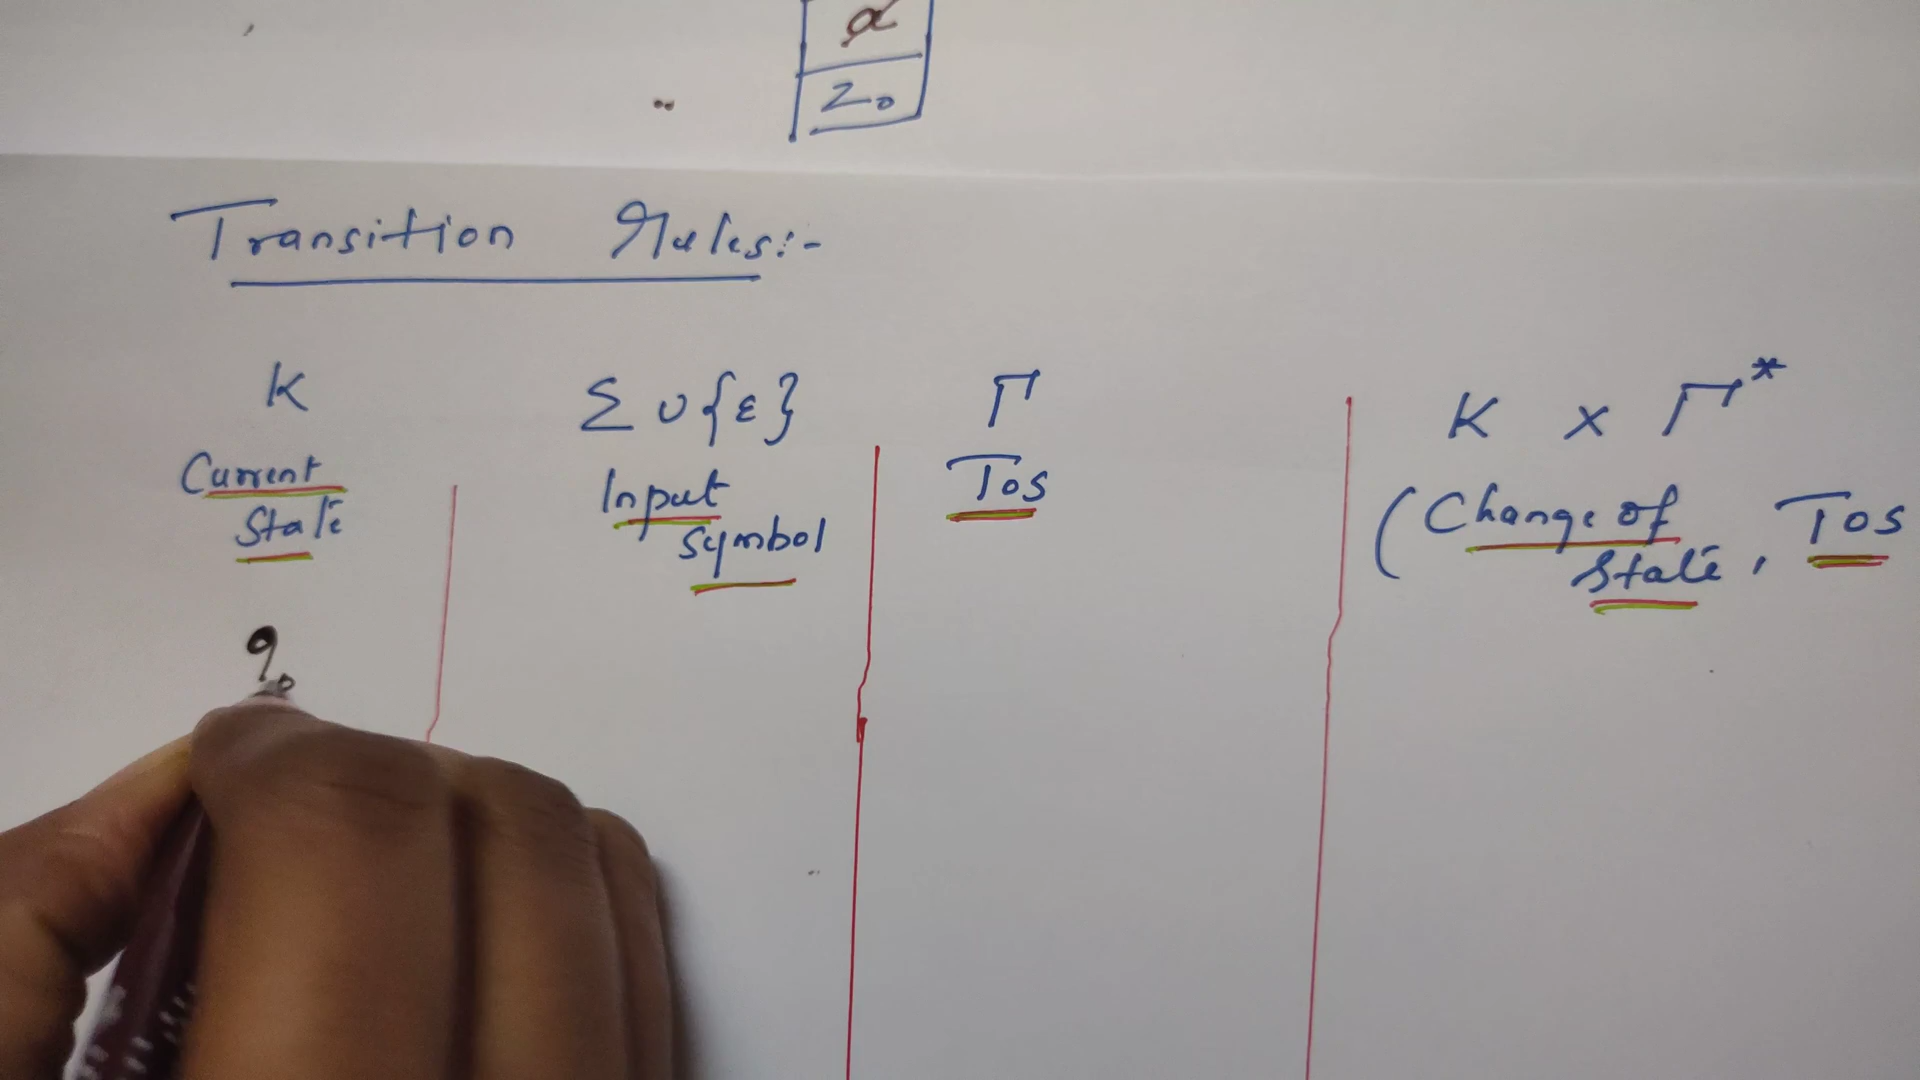 a
Z₀
Transition Rules:-
K Σ ∪ {ε} Γ K × Γ*
Current State
Input Symbol
Tos
(Change of State, Tos
q₀